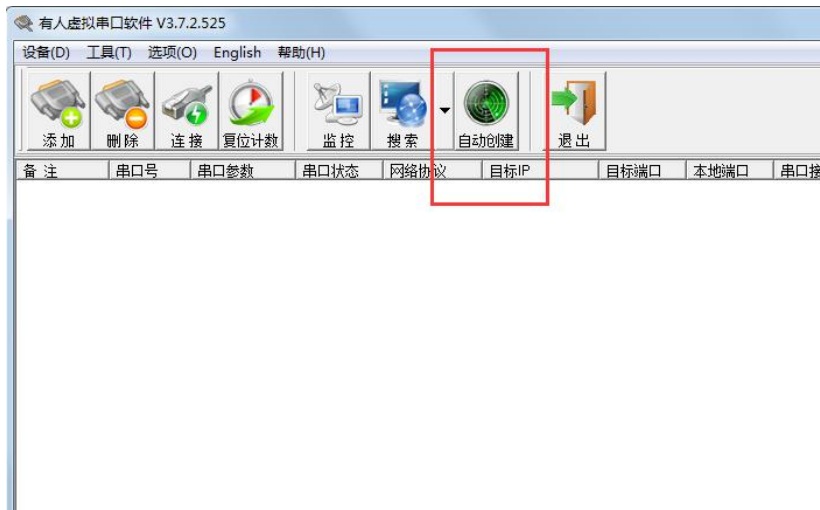 有人虚拟串口软件 V3.7.2.525
设备(D) 工具(T) 选项(O) English 帮助(H)
添加 删除 连接 复位计数 监控 搜索 自动创建 退出
备 注 串口号 串口参数 串口状态 网络协议 目标IP 目标端口 本地端口 串口接